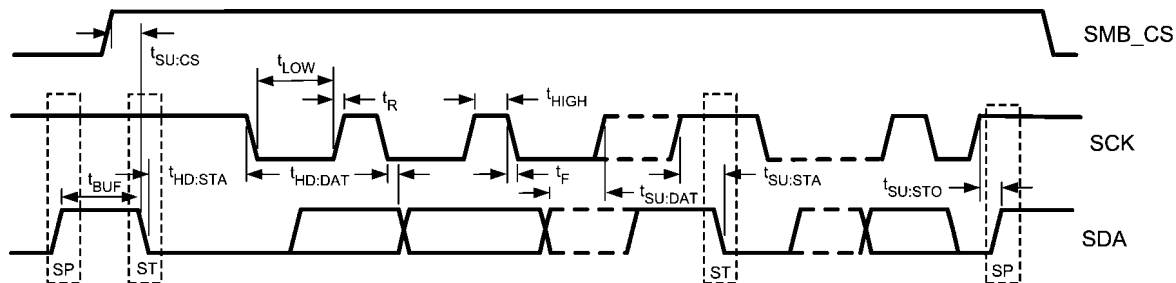 SMB_CS
tSU:CS
tLOW
tR
tHIGH
SCK
tBUF
tHD:STA
tHD:DAT
tF
tSU:DAT
tSU:STA
tSU:STO
SDA
SP
ST
ST
SP